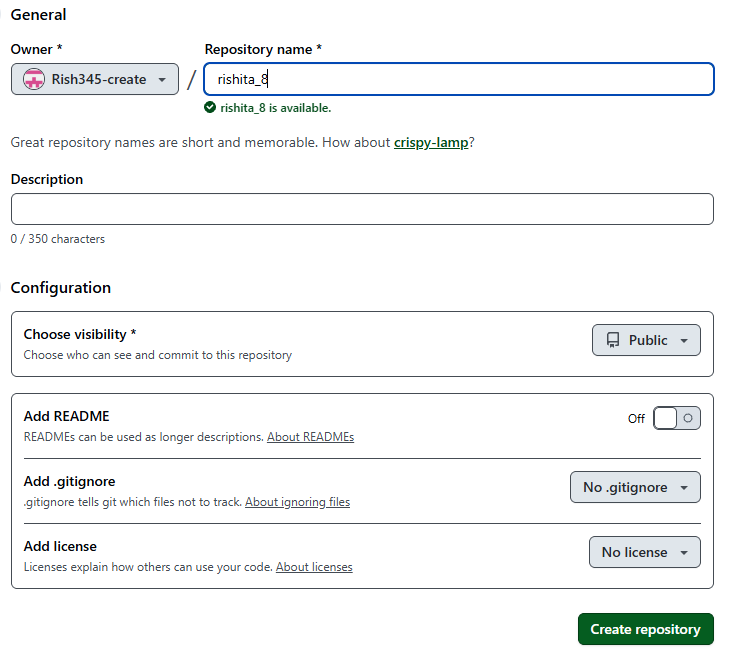 General
Owner *
Repository name *
Rish345-create
/
rishita_8
rishita_8 is available.
Great repository names are short and memorable. How about crispy-lamp?
Description
0 / 350 characters
Configuration
Choose visibility *
Choose who can see and commit to this repository
Public
Add README
READMEs can be used as longer descriptions. About READMEs
Off
Add .gitignore
.gitignore tells git which files not to track. About ignoring files
No .gitignore
Add license
Licenses explain how others can use your code. About licenses
No license
Create repository